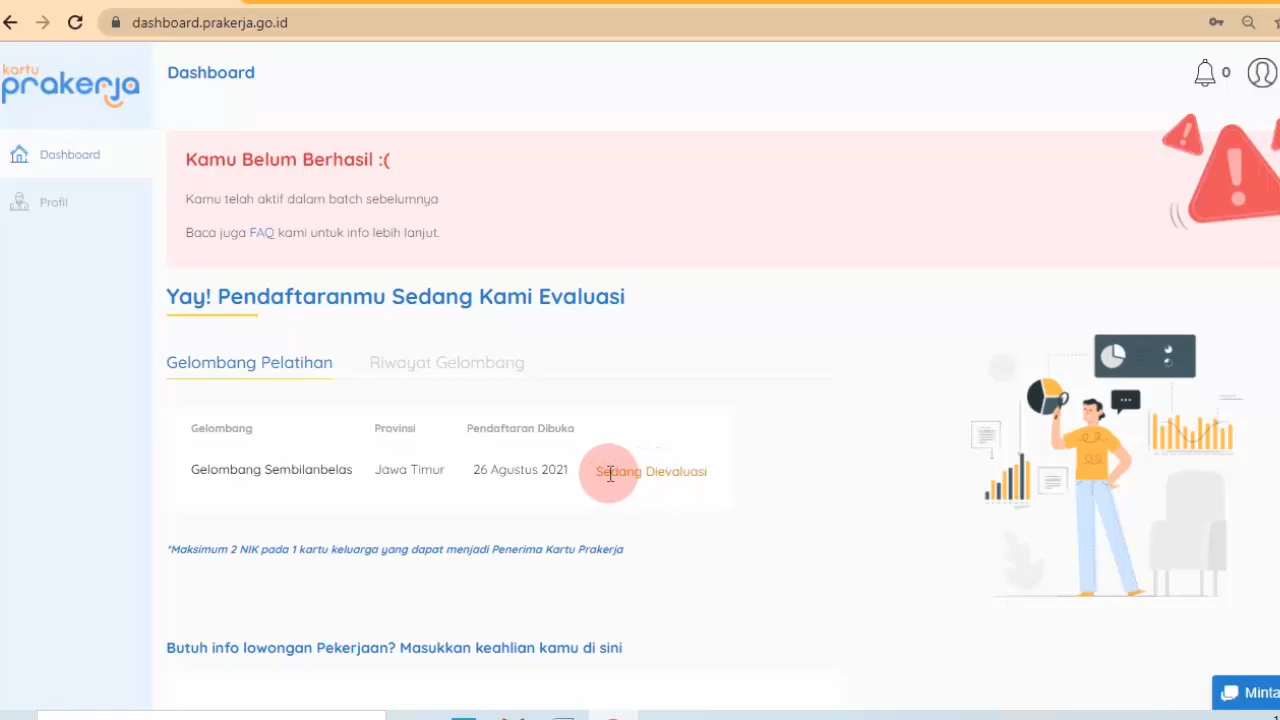 dashboard.prakerja.go.id
kartu
prakerja
Dashboard
0
Dashboard
Profil
Kamu Belum Berhasil :(
Kamu telah aktif dalam batch sebelumnya
Baca juga FAQ kami untuk info lebih lanjut.
Yay! Pendaftaranmu Sedang Kami Evaluasi
Gelombang Pelatihan Riwayat Gelombang
Gelombang Provinsi Pendaftaran Dibuka
Gelombang Sembilanbelas Jawa Timur 26 Agustus 2021 Sedang Dievaluasi
*Maksimum 2 NIK pada 1 kartu keluarga yang dapat menjadi Penerima Kartu Prakerja
Butuh info lowongan Pekerjaan? Masukkan keahlian kamu di sini
Minta